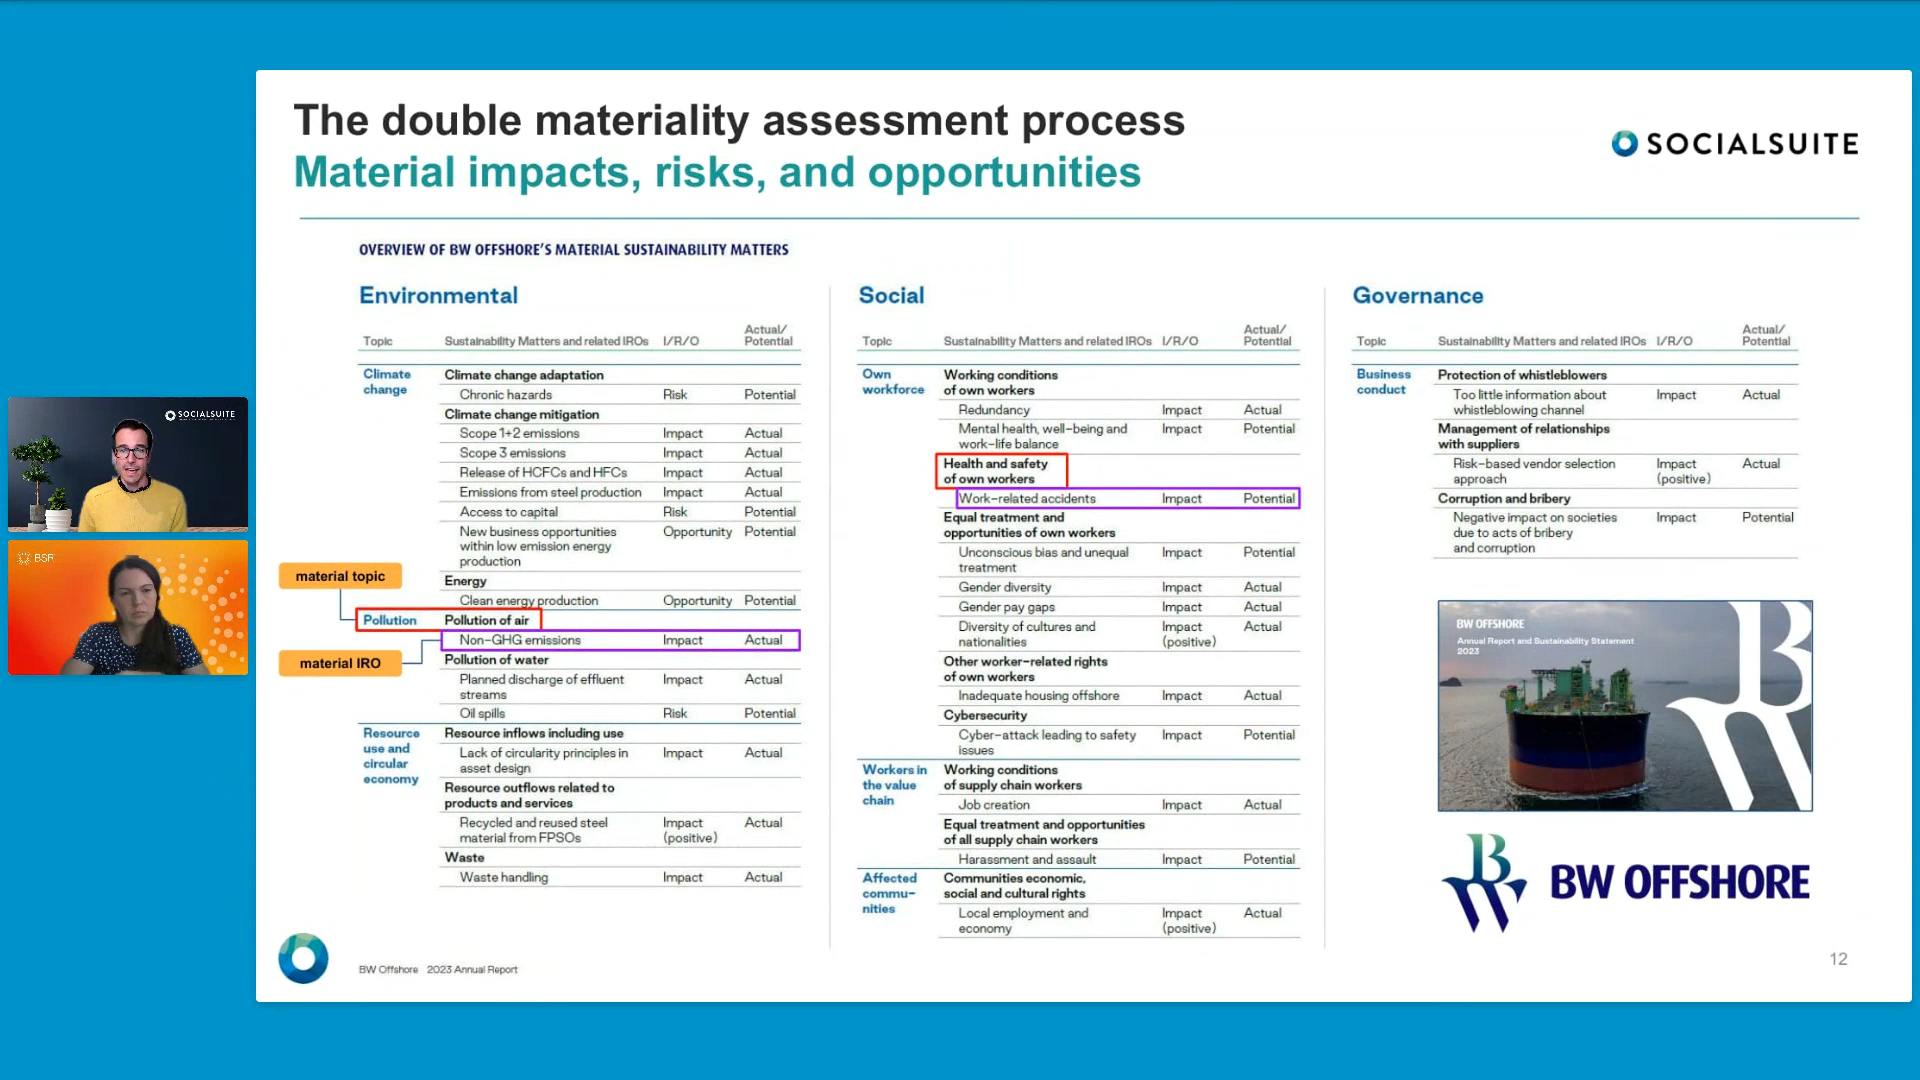 The double materiality assessment process
Material impacts, risks, and opportunities
SOCIALSUITE
OVERVIEW OF BW OFFSHORE'S MATERIAL SUSTAINABILITY MATTERS
Environmental
Topic Sustainability Matters and related IROs I/R/O Actual/
Potential
Climate
change
Climate change adaptation
Chronic hazards Risk Potential
Climate change mitigation
Scope 1+2 emissions Impact Actual
Scope 3 emissions Impact Actual
Release of HCFCs and HFCs Impact Actual
Emissions from steel production Impact Actual
Access to capital Risk Potential
New business opportunities Opportunity Potential
within low emission energy
production
Energy
Clean energy production Opportunity Potential
material topic
Pollution Pollution of air
Non-GHG emissions Impact Actual
material IRO
Pollution of water
Planned discharge of effluent Impact Actual
streams
Oil spills Risk Potential
Resource
use and
circular
economy
Resource inflows including use
Lack of circularity principles in Impact Actual
asset design
Resource outflows related to
products and services
Recycled and reused steel Impact Actual
material from FPSOs (positive)
Waste
Waste handling Impact Actual
Social
Topic Sustainability Matters and related IROs I/R/O Actual/
Potential
Own
workforce
Working conditions
of own workers
Redundancy Impact Actual
Mental health, well-being and Impact Potential
work-life balance
Health and safety
of own workers
Work-related accidents Impact Potential
Equal treatment and
opportunities of own workers
Unconscious bias and unequal Impact Potential
treatment
Gender diversity Impact Actual
Gender pay gaps Impact Actual
Diversity of cultures and Impact Actual
nationalities (positive)
Other worker-related rights
of own workers
Inadequate housing offshore Impact Actual
Cybersecurity
Cyber-attack leading to safety Impact Potential
issues
Workers in
the value
chain
Working conditions
of supply chain workers
Job creation Impact Actual
Equal treatment and opportunities
of all supply chain workers
Harassment and assault Impact Potential
Affected
commu-
nities
Communities economic,
social and cultural rights
Local employment and Impact Actual
economy (positive)
Governance
Topic Sustainability Matters and related IROs I/R/O Actual/
Potential
Business
conduct
Protection of whistleblowers
Too little information about Impact Actual
whistleblowing channel
Management of relationships
with suppliers
Risk-based vendor selection Impact Actual
approach (positive)
Corruption and bribery
Negative impact on societies Impact Potential
due to acts of bribery
and corruption
BW OFFSHORE
Annual Report and Sustainability Statement
2023
BW OFFSHORE
BW Offshore 2023 Annual Report
12
SOCIALSUITE
BSR